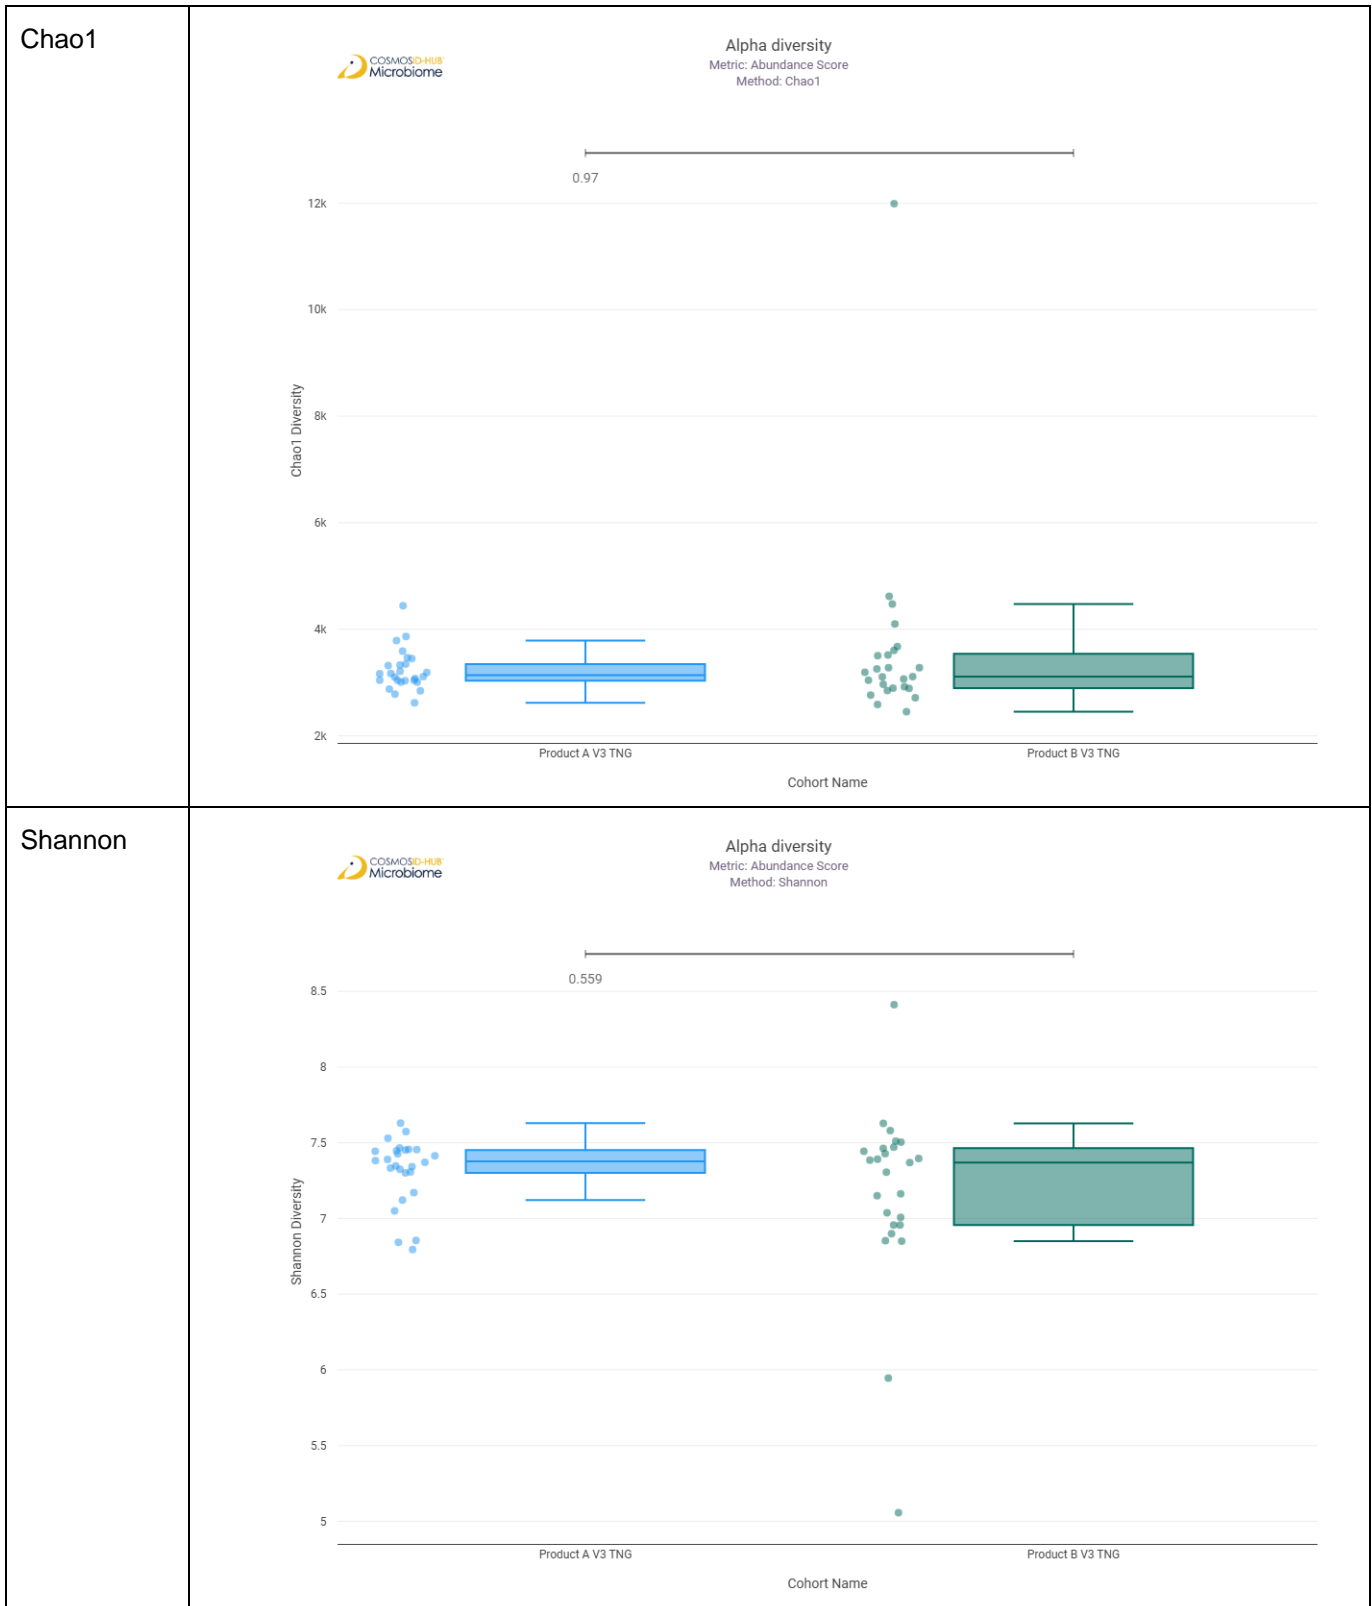 Chao1
COSMOSID-HUB
Microbiome
Alpha diversity
Metric: Abundance Score
Method: Chao1
0.97
12k
10k
8k
6k
4k
2k
Chao1 Diversity
Product A V3 TNG
Product B V3 TNG
Cohort Name
Shannon
COSMOSID-HUB
Microbiome
Alpha diversity
Metric: Abundance Score
Method: Shannon
0.559
8.5
8
7.5
7
6.5
6
5.5
5
Shannon Diversity
Product A V3 TNG
Product B V3 TNG
Cohort Name